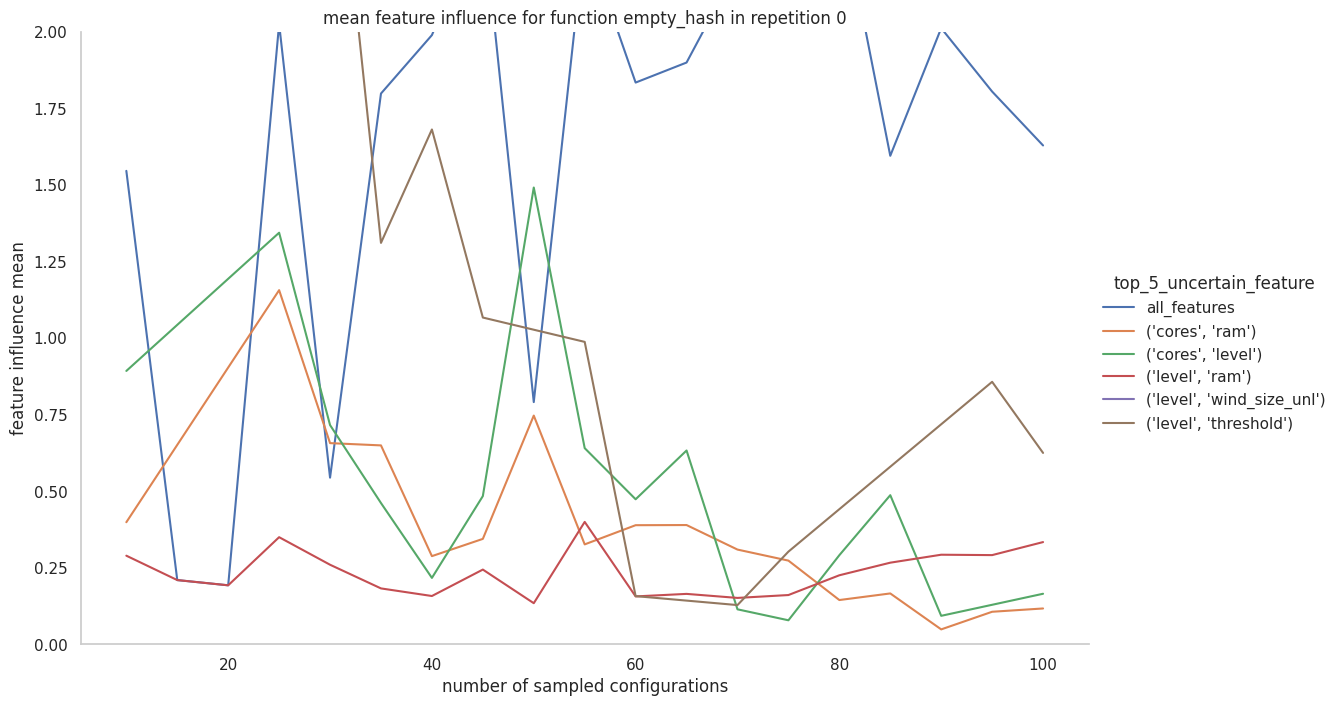 mean feature influence for function empty_hash in repetition 0
2.00
1.75
1.50
1.25
1.00
0.75
0.50
0.25
0.00
feature influence mean
20
40
60
80
100
number of sampled configurations
top_5_uncertain_feature
all_features
('cores', 'ram')
('cores', 'level')
('level', 'ram')
('level', 'wind_size_unl')
('level', 'threshold')